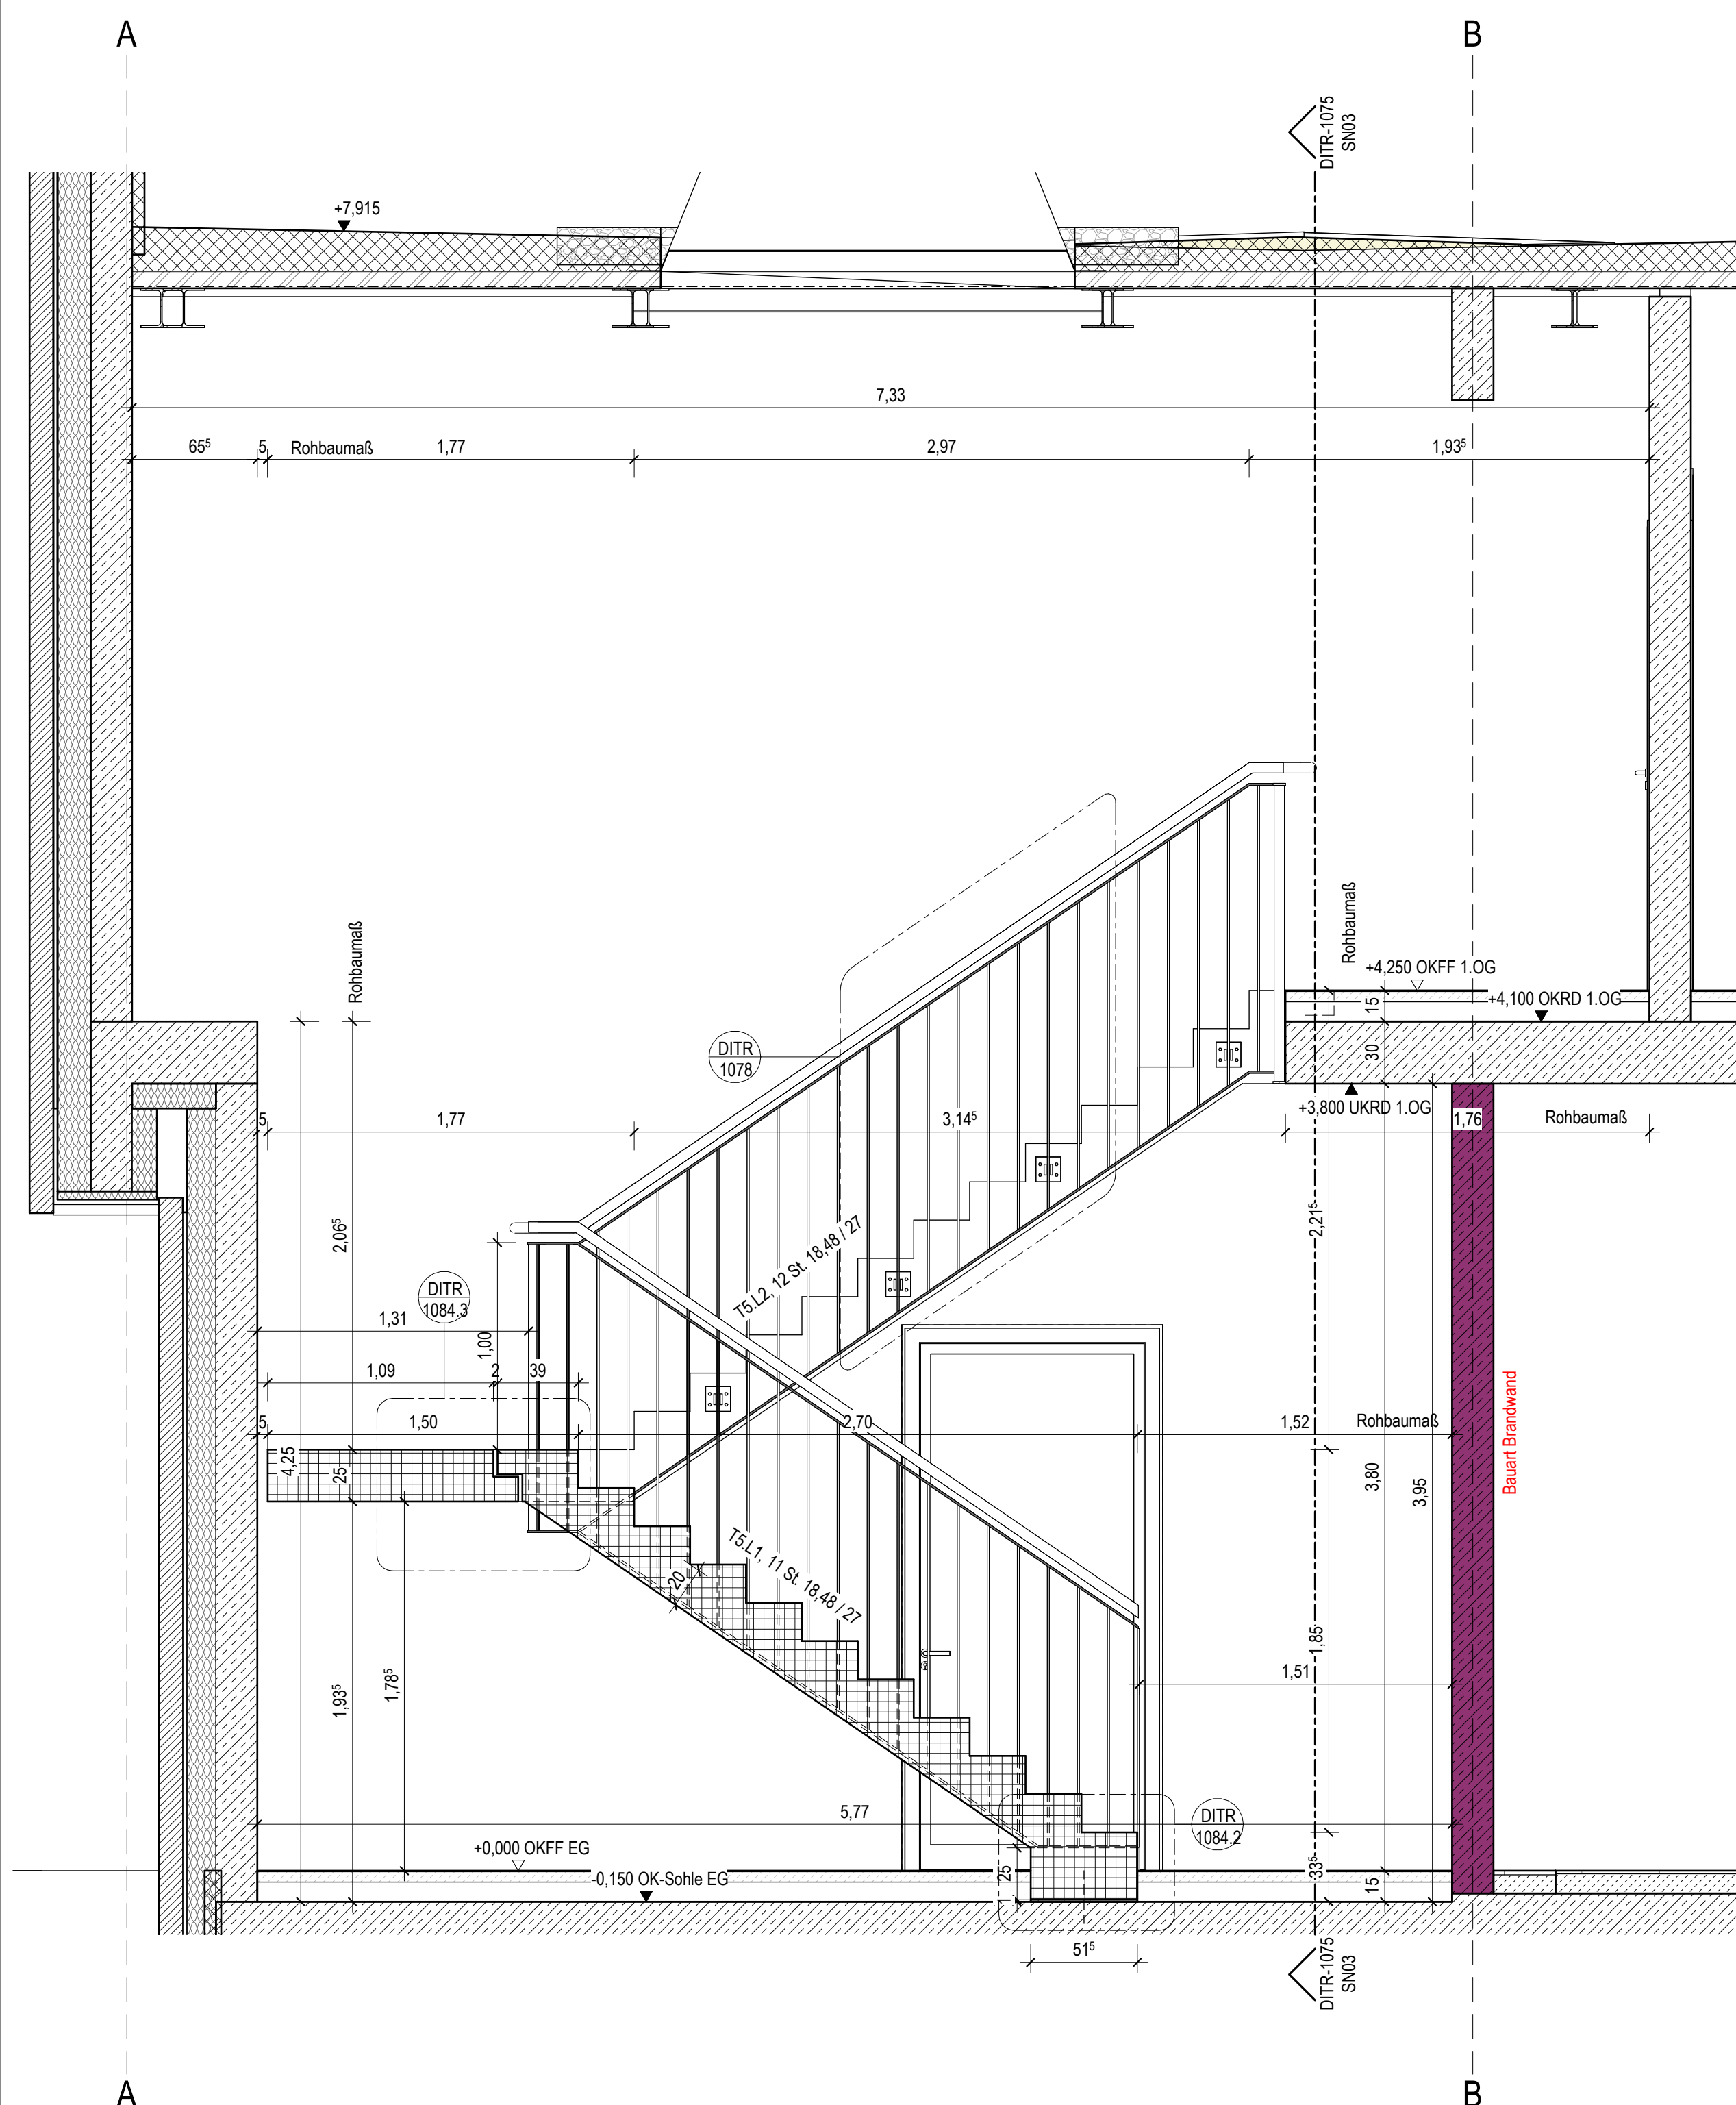 A
B
DITR-1075
SN03
+7,915
7,33
65⁵
5
Rohbaumaß
1,77
2,97
1,93⁵
Rohbaumaß
Rohbaumaß
+4,250 OKFF 1.OG
15
+4,100 OKRD 1.OG
30
DITR
1078
+3,800 UKRD 1.OG
5
1,77
3,14⁵
1,76
Rohbaumaß
2,06⁵
2,21⁵
T5.L2, 12 St. 18,48 / 27
DITR
1084.3
1,31
1,00
1,09
2
39
5
1,50
2,70
1,52
Rohbaumaß
Bauart Brandwand
4,25
25
3,80
3,95
T5.L1, 11 St. 18,48 / 27
20
1,93⁵
1,78⁵
1,85⁵
1,51
5,77
DITR
1084.2
+0,000 OKFF EG
-0,150 OK-Sohle EG
1
25
33⁵
15
51⁵
DITR-1075
SN03
A
B